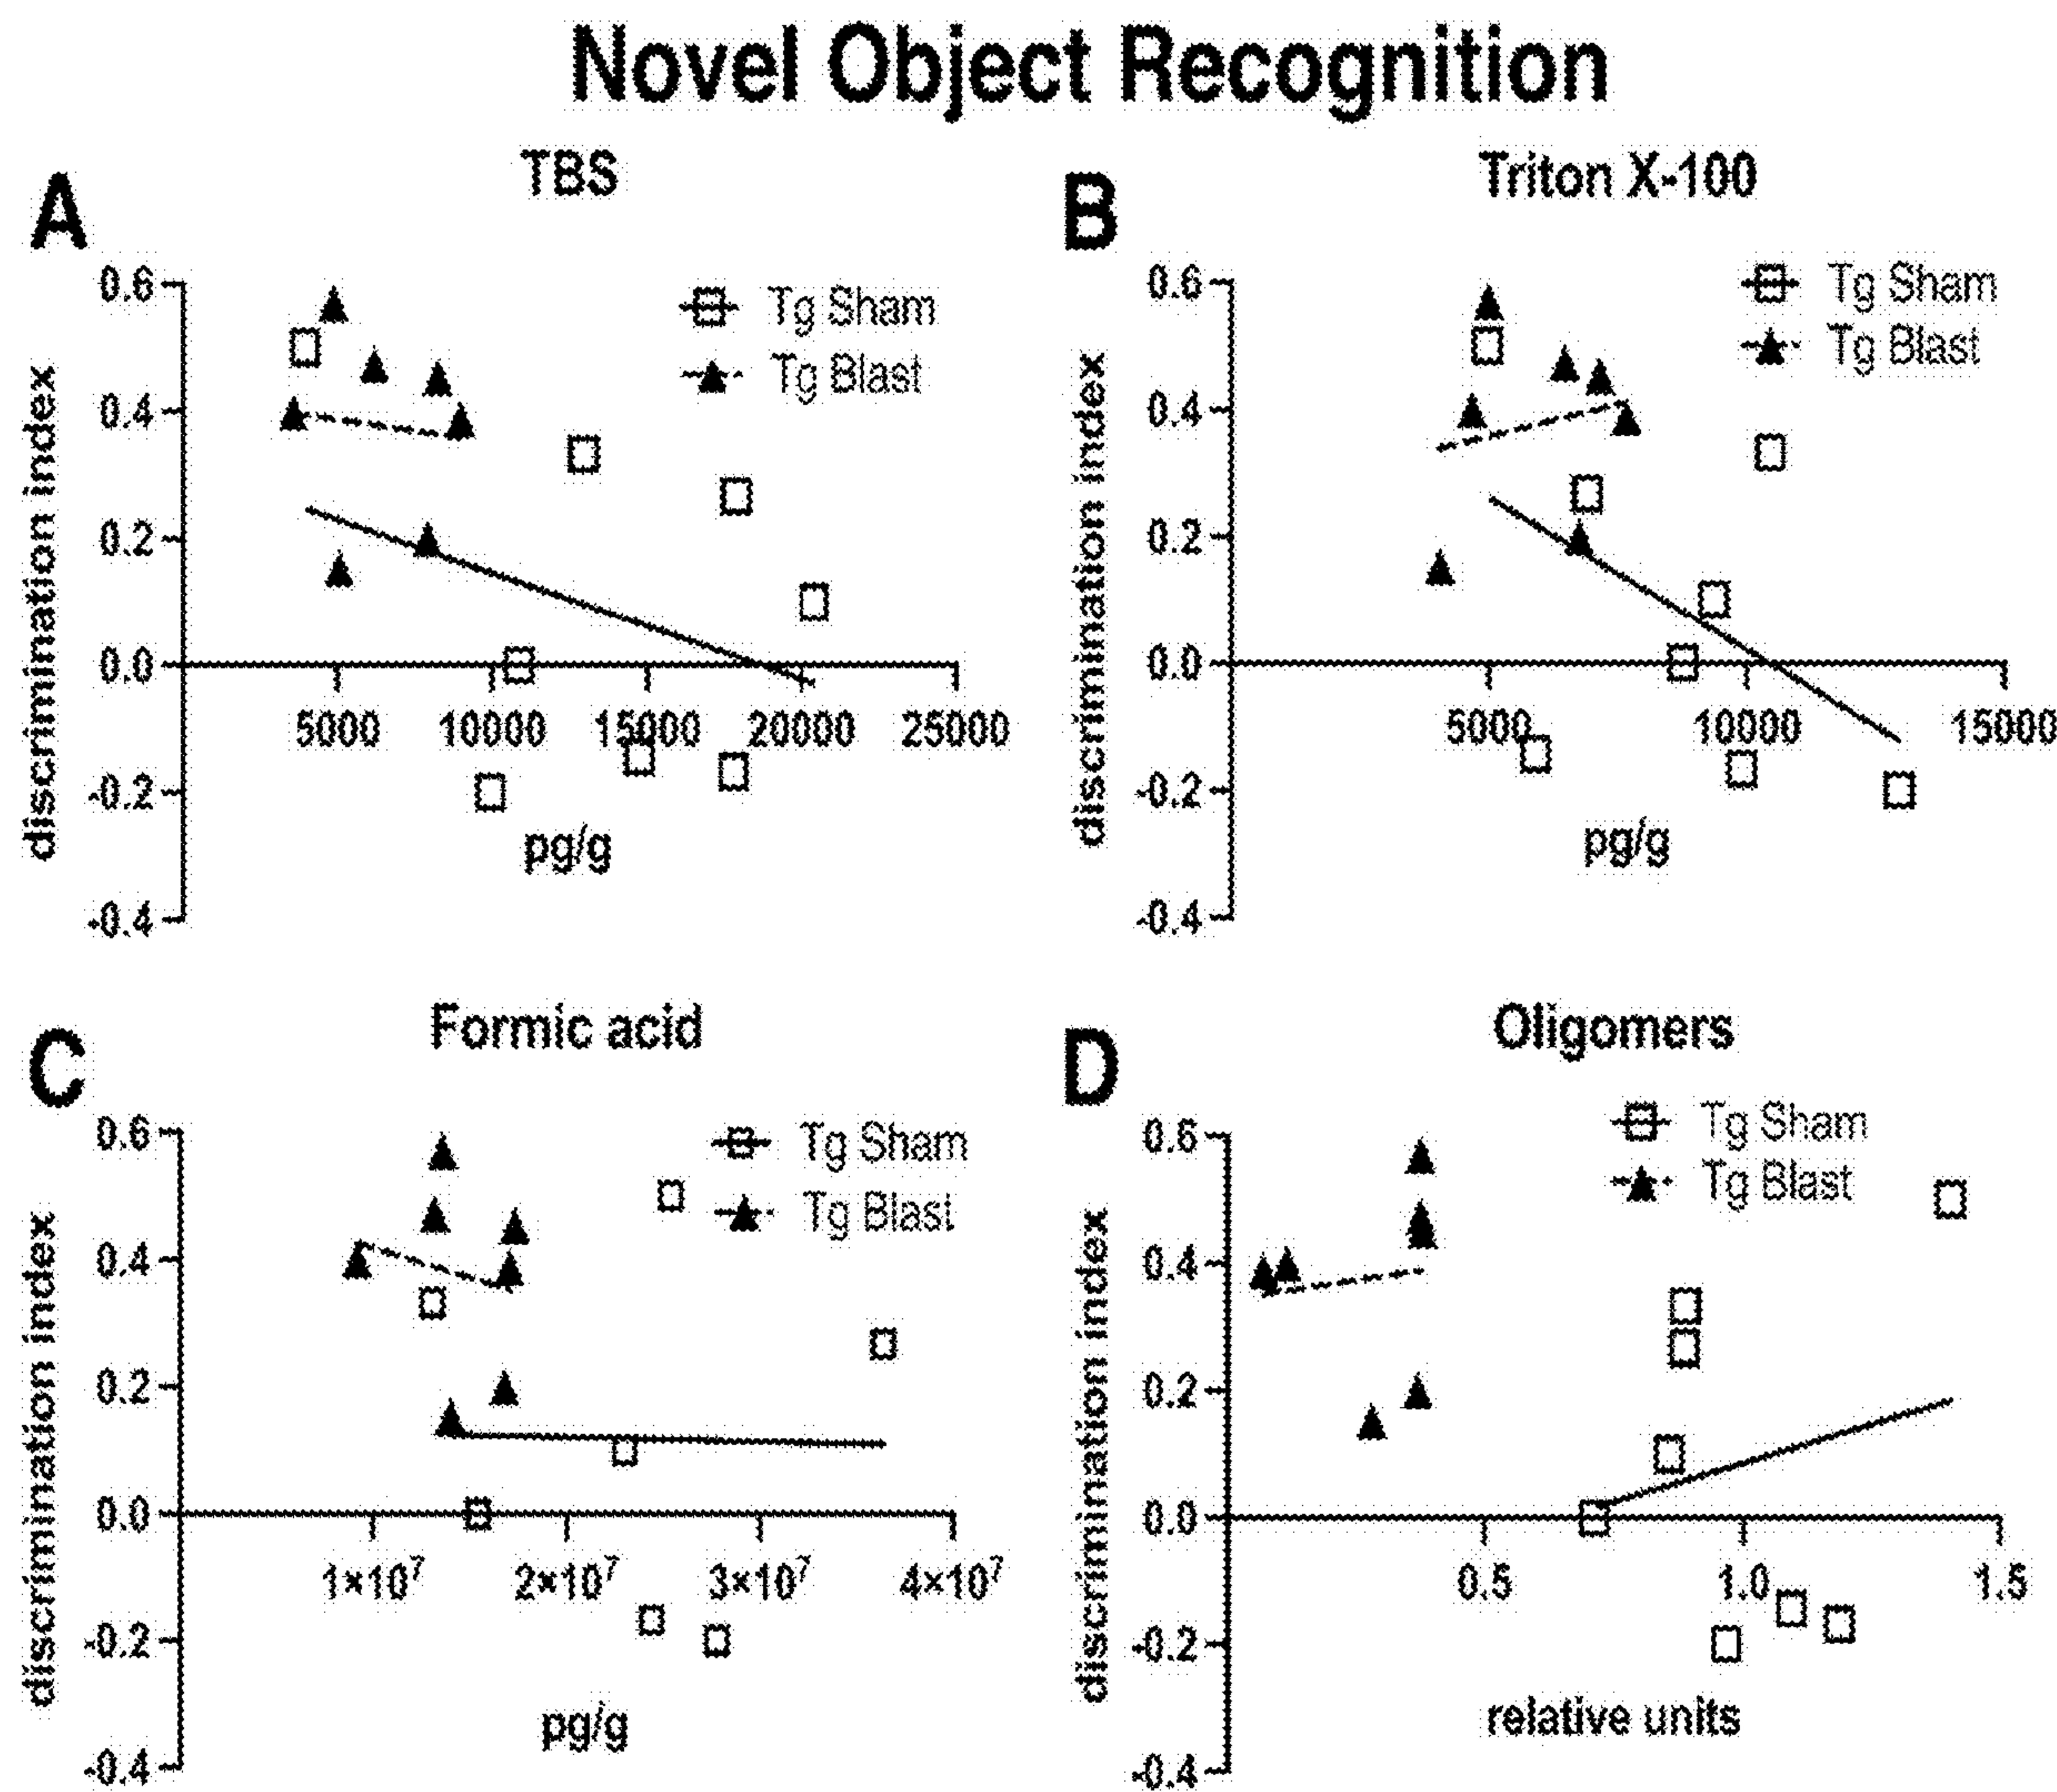 Novel Object Recognition
A
TBS
0.6
0.4
0.2
0.0
-0.2
-0.4
discrimination index
Tg Sham
Tg Blast
5000 10000 15000 20000 25000
pg/g
B
Triton X-100
0.6
0.4
0.2
0.0
-0.2
-0.4
discrimination index
Tg Sham
Tg Blast
5000 10000 15000
pg/g
C
Formic acid
0.6
0.4
0.2
0.0
-0.2
-0.4
discrimination index
Tg Sham
Tg Blast
1×10⁷ 2×10⁷ 3×10⁷ 4×10⁷
pg/g
D
Oligomers
0.6
0.4
0.2
0.0
-0.2
-0.4
discrimination index
Tg Sham
Tg Blast
0.5 1.0 1.5
relative units